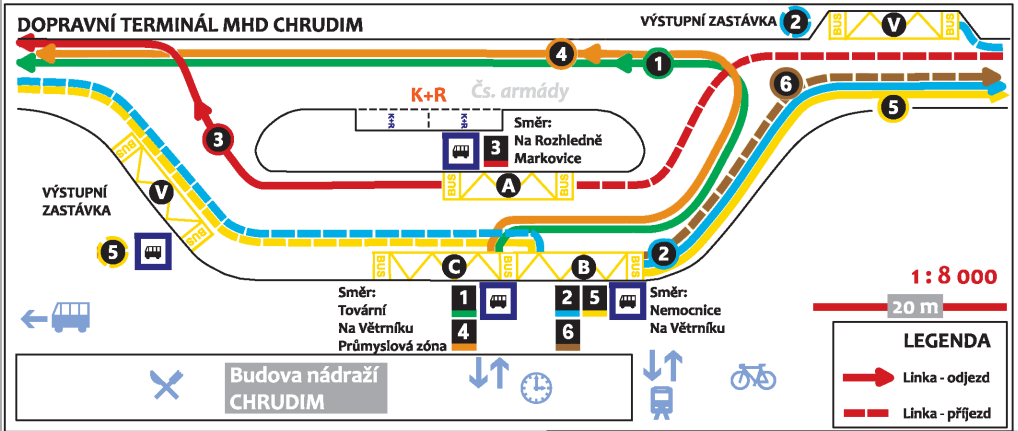 DOPRAVNÍ TERMINÁL MHD CHRUDIM
VÝSTUPNÍ ZASTÁVKA
2
BUS
V
BUS
4
1
6
5
K+R
Čs. armády
K+R
K+R
3
Směr:
Na Rozhledně
Markovice
3
BUS
A
BUS
BUS
V
BUS
VÝSTUPNÍ
ZASTÁVKA
5
2
BUS
C
BUS
B
BUS
Směr:
Tovární
Na Větrníku
Průmyslová zóna
1
4
2
5
6
Směr:
Nemocnice
Na Větrníku
1:8 000
20 m
LEGENDA
Linka - odjezd
Linka - příjezd
Budova nádraží
CHRUDIM